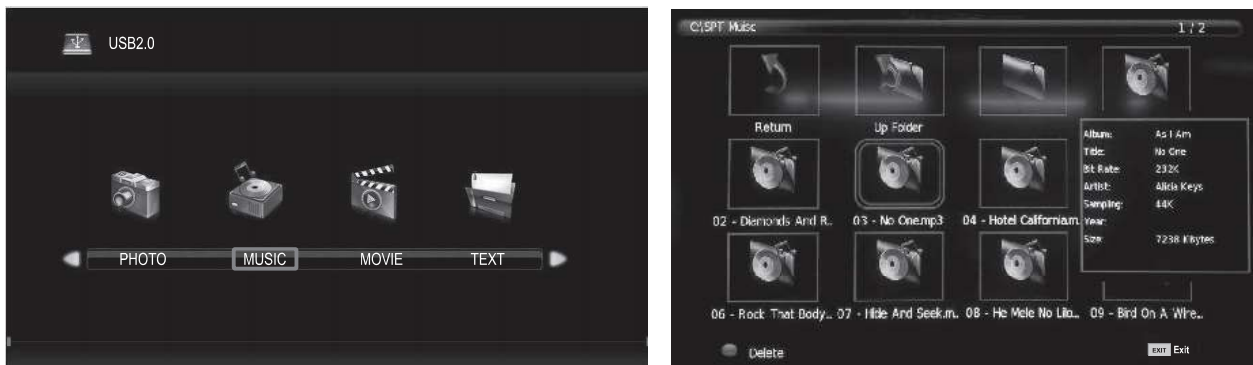 USB2.0
PHOTO MUSIC MOVIE TEXT
C:\SPT Muisc 1 / 2
Return Up Folder
Album: As I Am
Title: No One
Bit Rate: 232K
Artist: Alicia Keys
Sampling: 44K
Year:
Size: 7238 KBytes
02 - Diamonds And R.. 03 - No One.mp3 04 - Hotel California.m
06 - Rock That Body... 07 - Hide And Seek.m.. 08 - He Mele No Lilo... 09 - Bird On A Wire...
Delete EXIT Exit